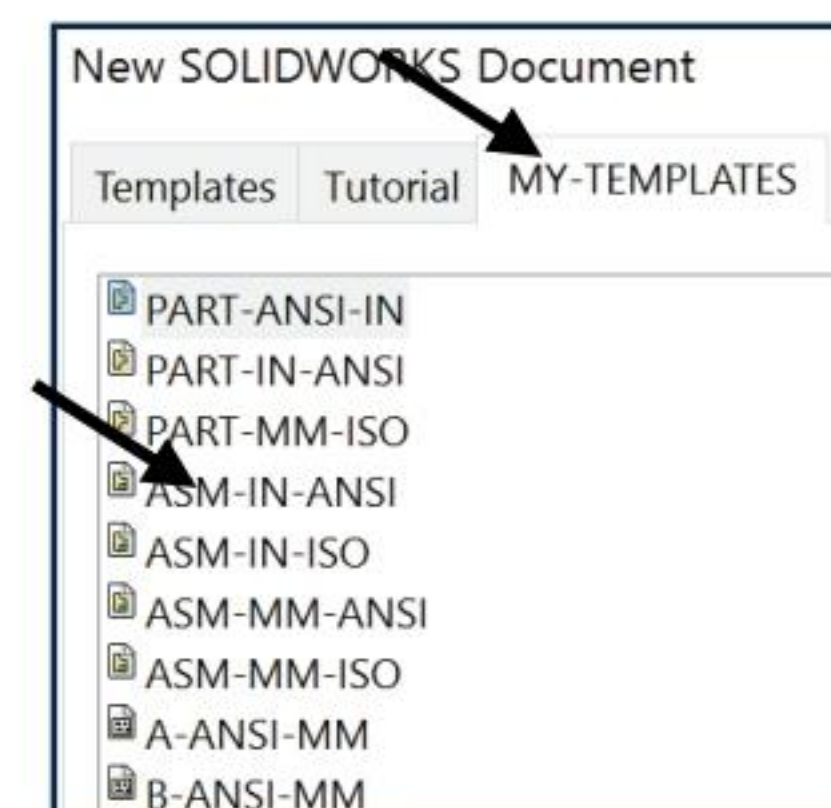 New SOLIDWORKS Document
Templates Tutorial MY-TEMPLATES
PART-ANSI-IN
PART-IN-ANSI
PART-MM-ISO
ASM-IN-ANSI
ASM-IN-ISO
ASM-MM-ANSI
ASM-MM-ISO
A-ANSI-MM
B-ANSI-MM